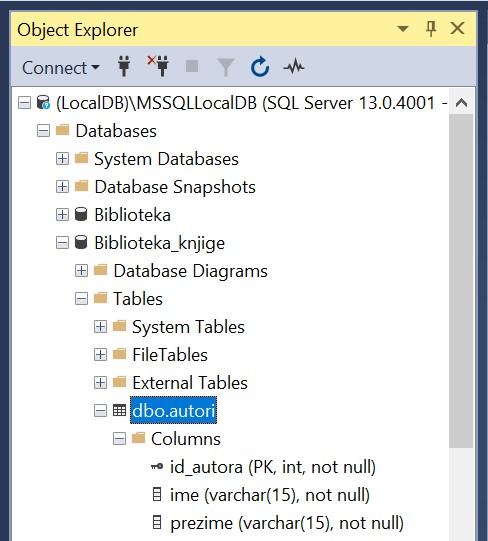 Object Explorer
Connect
(LocalDB)\MSSQLLocalDB (SQL Server 13.0.4001 -
Databases
System Databases
Database Snapshots
Biblioteka
Biblioteka_knjige
Database Diagrams
Tables
System Tables
FileTables
External Tables
dbo.autori
Columns
id_autora (PK, int, not null)
ime (varchar(15), not null)
prezime (varchar(15), not null)